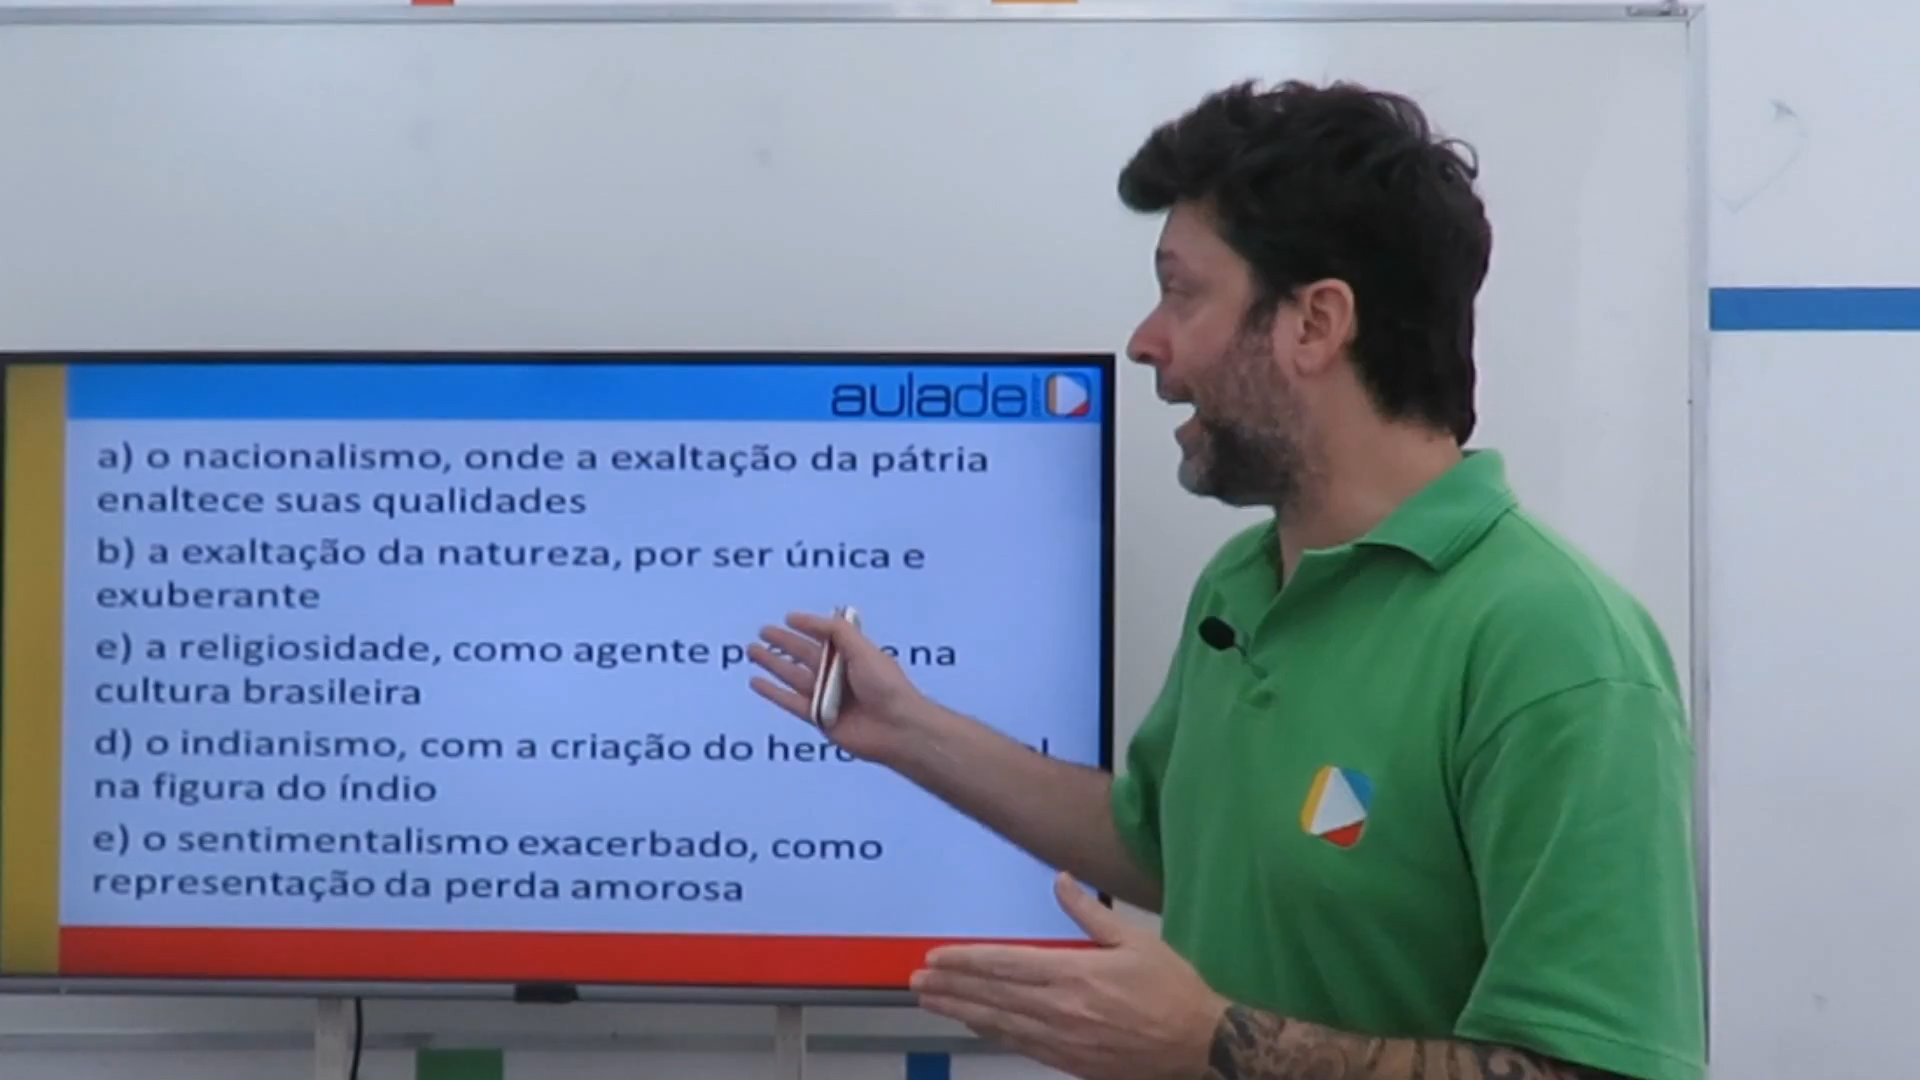 aulade
a) o nacionalismo, onde a exaltação da pátria
enaltece suas qualidades
b) a exaltação da natureza, por ser única e
exuberante
e) a religiosidade, como agente na
cultura brasileira
d) o indianismo, com a criação do
na figura do índio
e) o sentimentalismo exacerbado, como
representação da perda amorosa